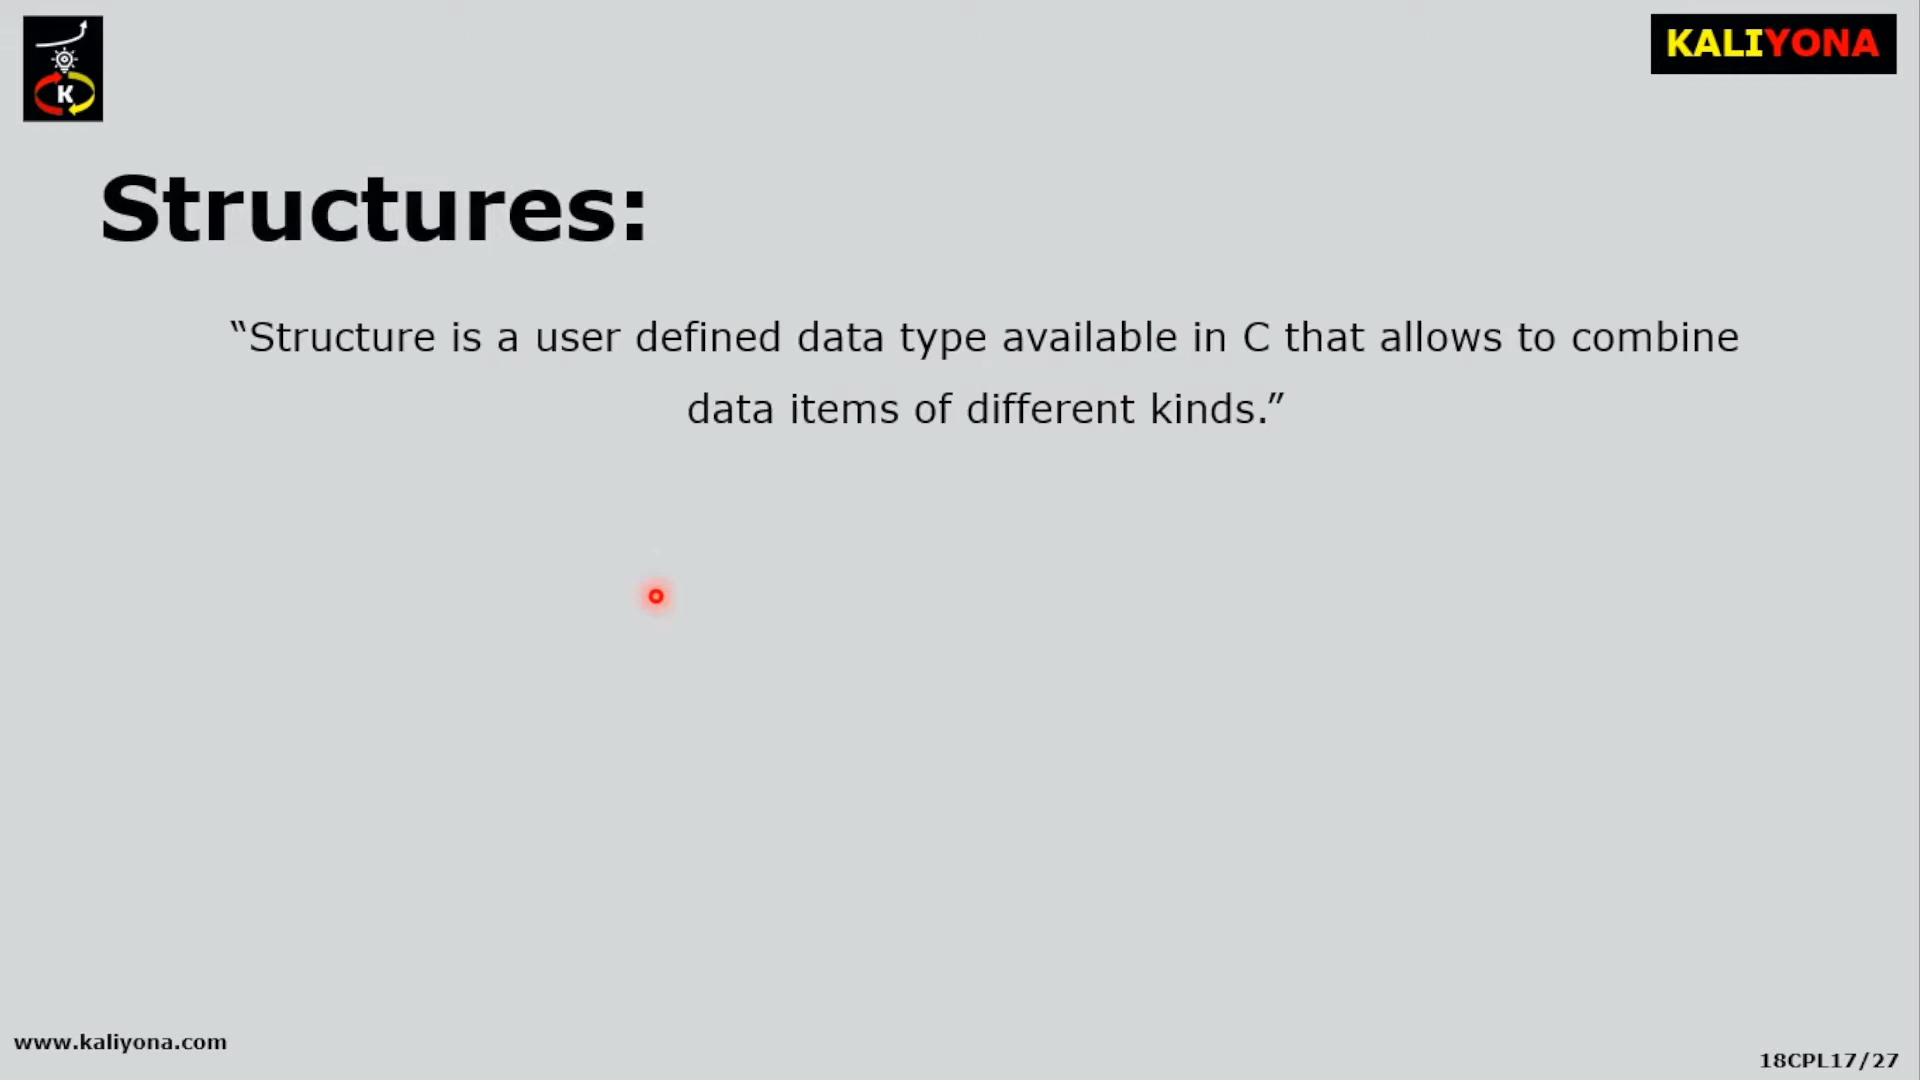 K
KALIYONA
Structures:
“Structure is a user defined data type available in C that allows to combine
data items of different kinds.”
www.kaliyona.com
18CPL17/27